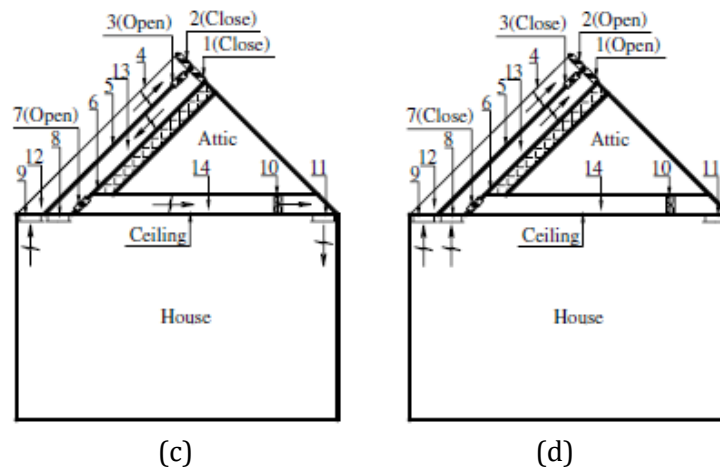 3(Open) 2(Close)
4 1(Close)
13
5
7(Open) 6
8
12
9
Attic
14 10 11
Ceiling
House
(c)
3(Close) 2(Open)
4 1(Open)
13
5
7(Close) 6
8
12
9
Attic
14 10 11
Ceiling
House
(d)